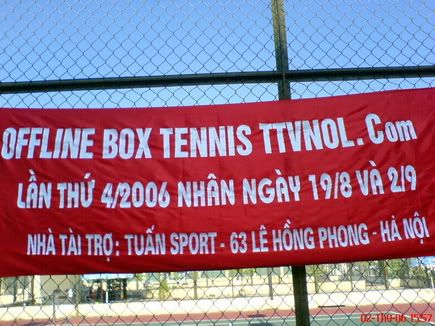 OFFLINE BOX TENNIS TTVNOL.Com
LẦN THỨ 4/2006 NHÂN NGÀY 19/8 VÀ 2/9
NHÀ TÀI TRỢ: TUẤN SPORT - 63 LÊ HỒNG PHONG - HÀ NỘI
02-Th9-06 15:57